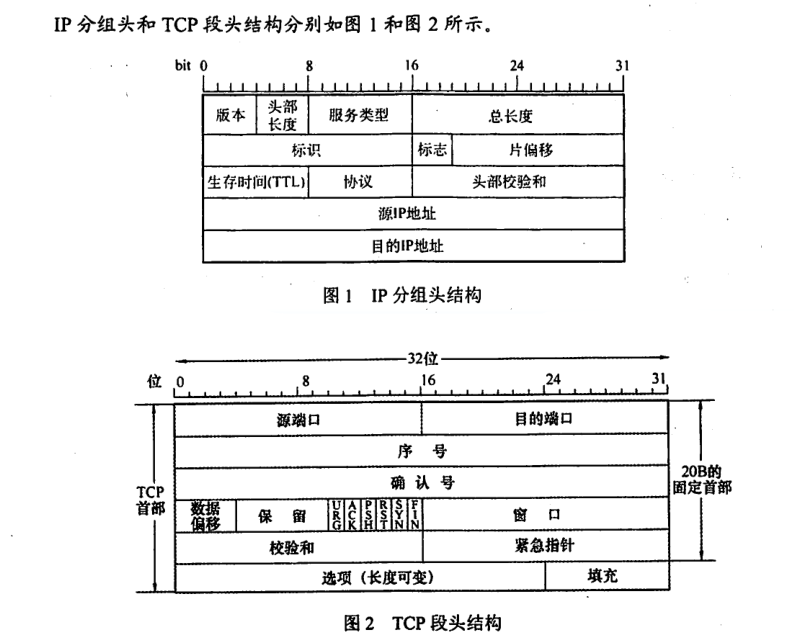 IP 分组头和 TCP 段头结构分别如图 1 和图 2 所示。
bit 0 8 16 24 31
版本 头部长度 服务类型 总长度
标识 标志 片偏移
生存时间(TTL) 协议 头部校验和
源IP地址
目的IP地址
图 1 IP 分组头结构
32位
位 0 8 16 24 31
源端口 目的端口
序 号
确 认 号
TCP首部 20B的固定首部
数据偏移 保 留 URG ACK PSH RST SYN FIN 窗 口
校验和 紧急指针
选项（长度可变） 填充
图 2 TCP 段头结构